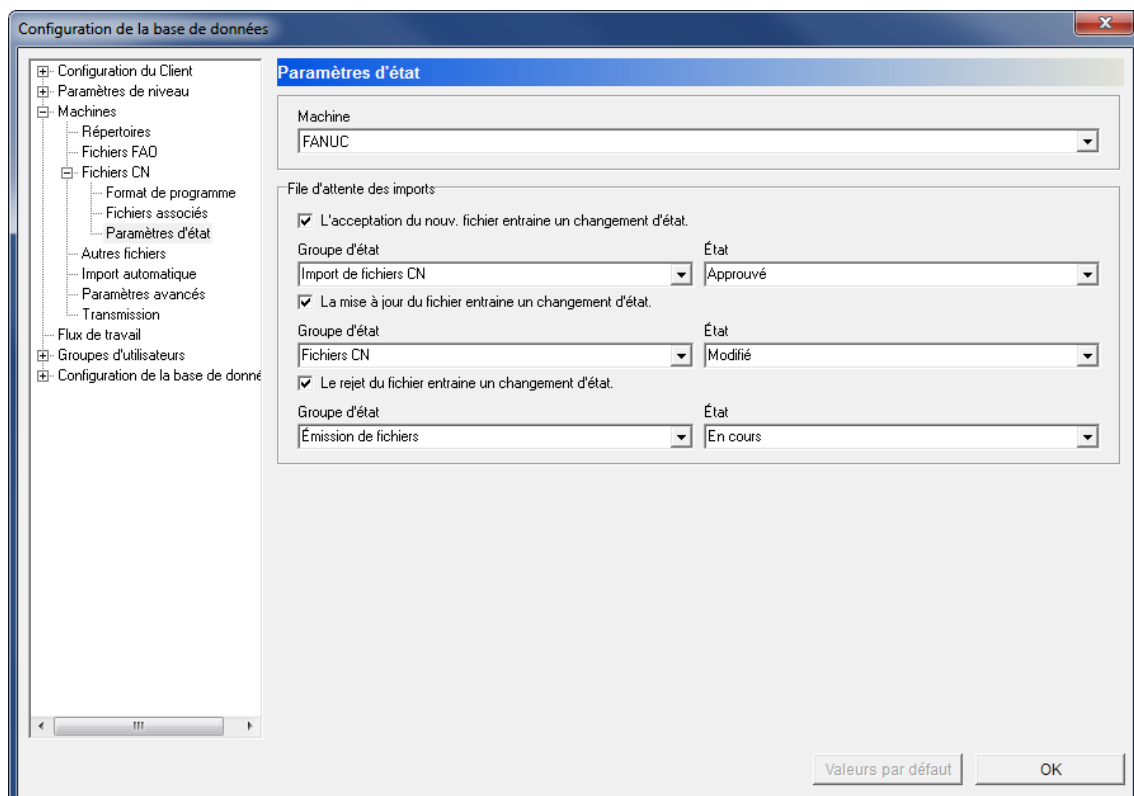 Configuration de la base de données
Configuration du Client
Paramètres de niveau
Machines
Répertoires
Fichiers FAO
Fichiers CN
Format de programme
Fichiers associés
Paramètres d'état
Autres fichiers
Import automatique
Paramètres avancés
Transmission
Flux de travail
Groupes d'utilisateurs
Configuration de la base de donné
Paramètres d'état
Machine
FANUC
File d'attente des imports
L'acceptation du nouv. fichier entraine un changement d'état.
Groupe d'état État
Import de fichiers CN Approuvé
La mise à jour du fichier entraine un changement d'état.
Groupe d'état État
Fichiers CN Modifié
Le rejet du fichier entraine un changement d'état.
Groupe d'état État
Émission de fichiers En cours
Valeurs par défaut OK